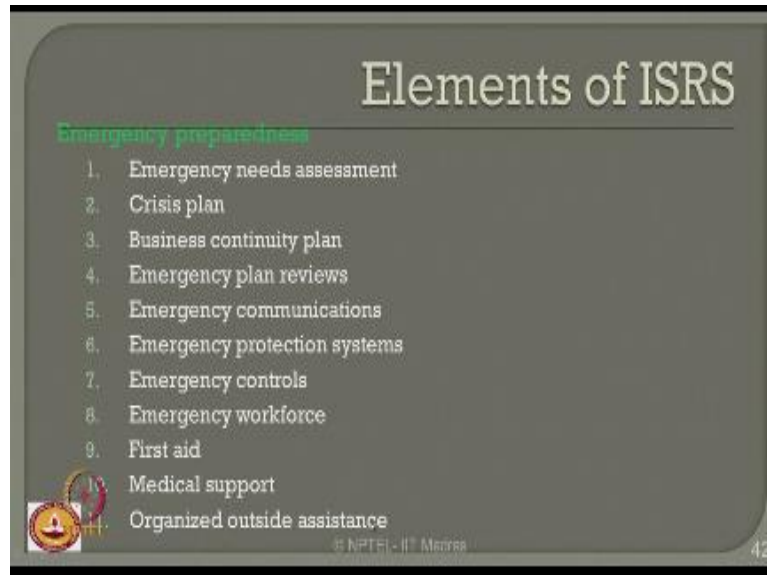 Elements of ISRS
Emergency preparedness
1. Emergency needs assessment
2. Crisis plan
3. Business continuity plan
4. Emergency plan reviews
5. Emergency communications
6. Emergency protection systems
7. Emergency controls
8. Emergency workforce
9. First aid
10. Medical support
Organized outside assistance
© NPTEL - IIT Madras
42